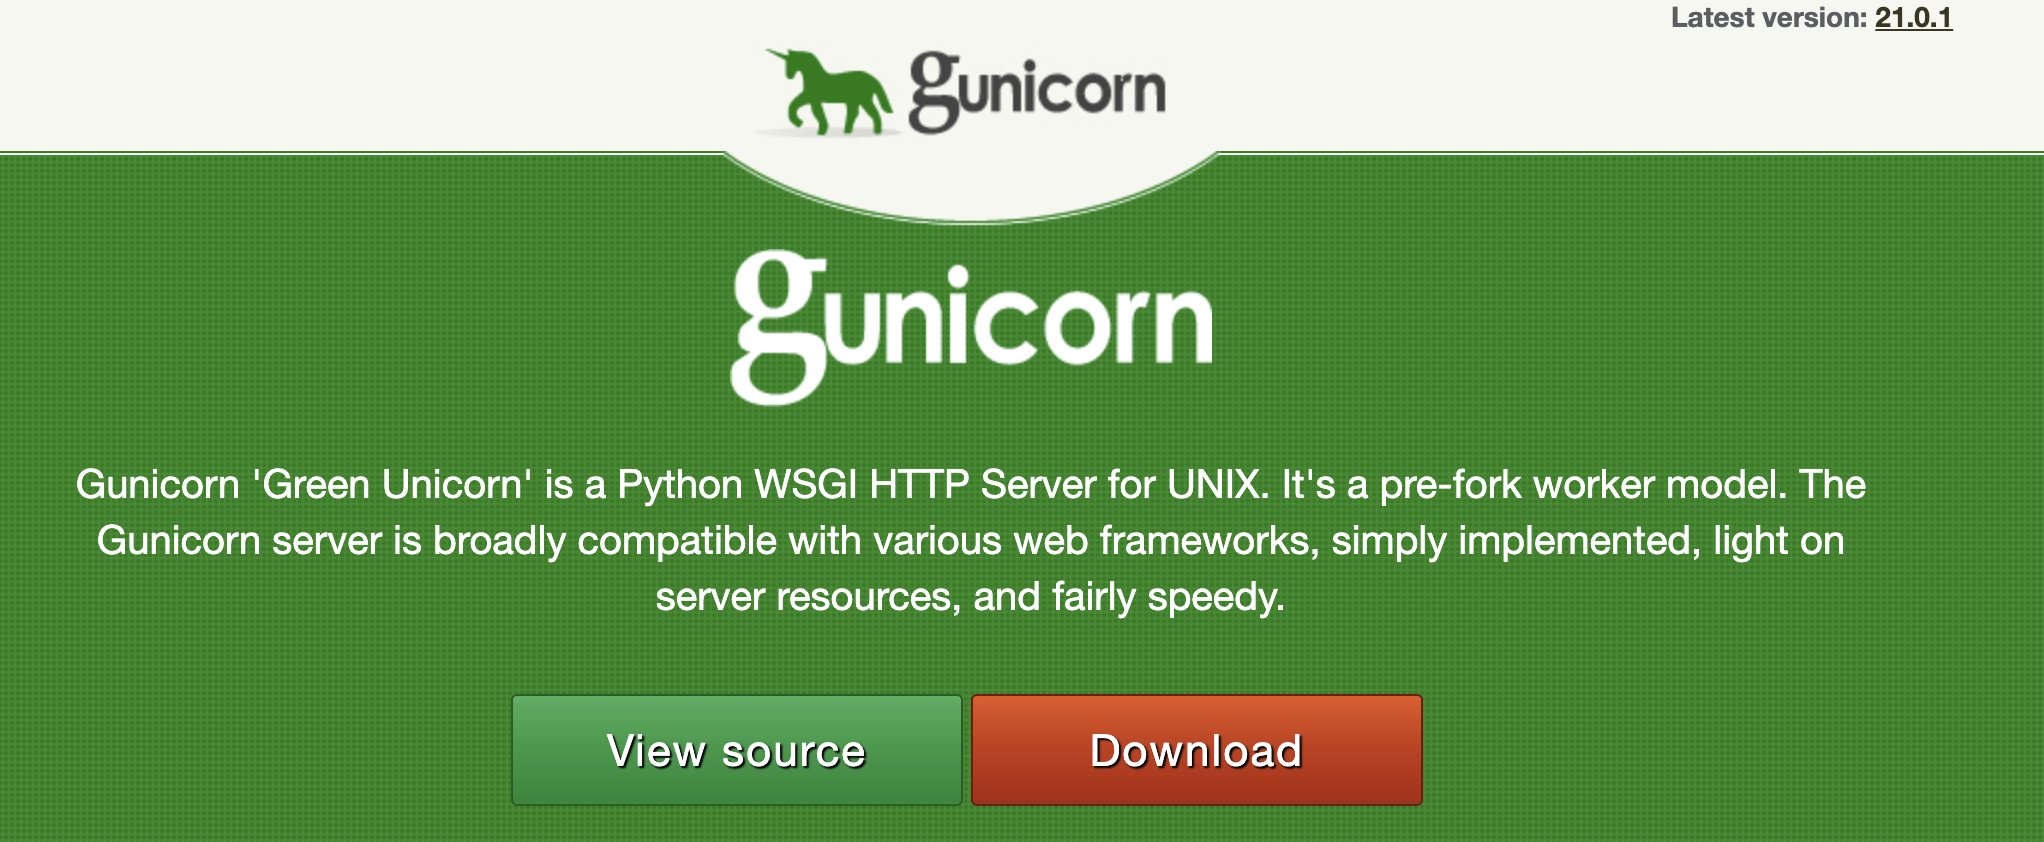 Latest version: 21.0.1
gunicorn
gunicorn
Gunicorn 'Green Unicorn' is a Python WSGI HTTP Server for UNIX. It's a pre-fork worker model. The
Gunicorn server is broadly compatible with various web frameworks, simply implemented, light on
server resources, and fairly speedy.
View source
Download